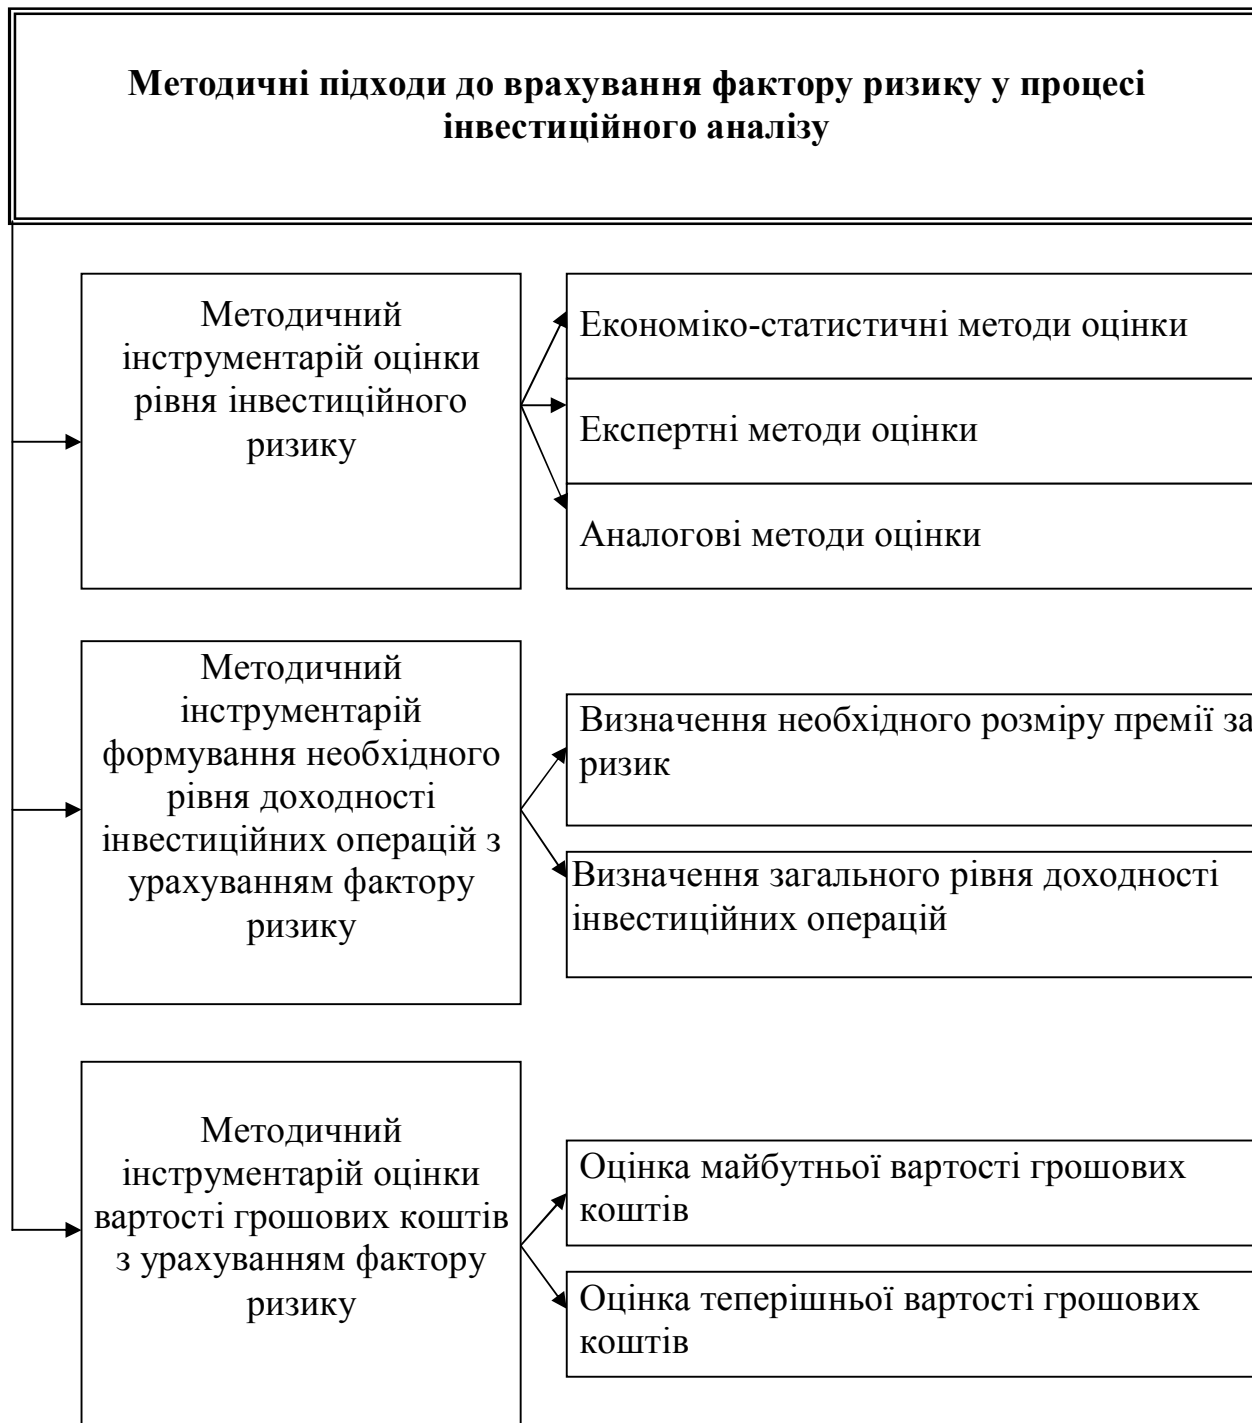 Методичні підходи до врахування фактору ризику у процесі
інвестиційного аналізу
Методичний
інструментарій оцінки
рівня інвестиційного
ризику
Економіко-статистичні методи оцінки
Експертні методи оцінки
Аналогові методи оцінки
Методичний
інструментарій
формування необхідного
рівня доходності
інвестиційних операцій з
урахуванням фактору
ризику
Визначення необхідного розміру премії за
ризик
Визначення загального рівня доходності
інвестиційних операцій
Методичний
інструментарій оцінки
вартості грошових коштів
з урахуванням фактору
ризику
Оцінка майбутньої вартості грошових
коштів
Оцінка теперішньої вартості грошових
коштів